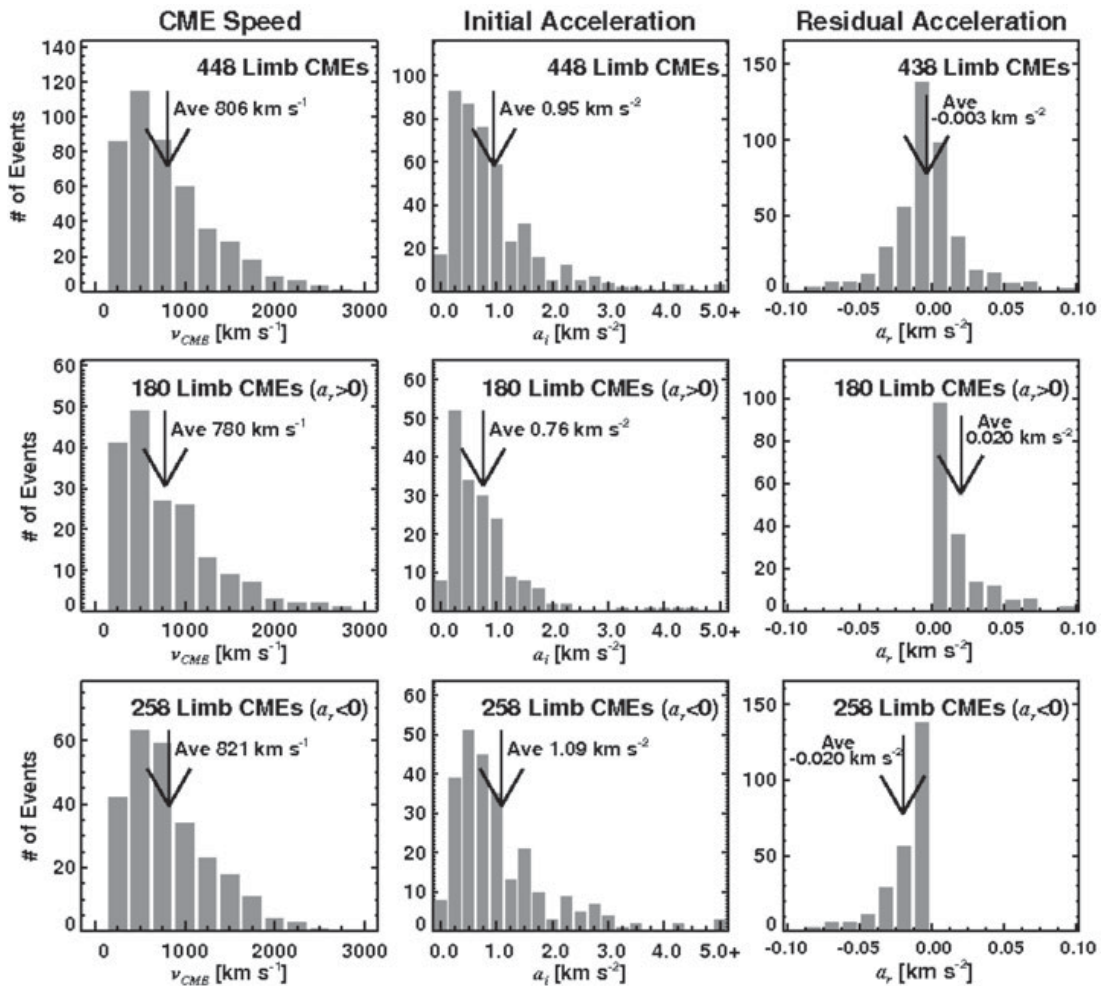 CME Speed
Initial Acceleration
Residual Acceleration
448 Limb CMEs
Ave 806 km s⁻¹
# of Events
140
120
100
80
60
40
20
0
0 1000 2000 3000
v_CME [km s⁻¹]
448 Limb CMEs
Ave 0.95 km s⁻²
100
80
60
40
20
0
0.0 1.0 2.0 3.0 4.0 5.0+
a_i [km s⁻²]
438 Limb CMEs
Ave
-0.003 km s⁻²
150
100
50
0
-0.10 -0.05 0.00 0.05 0.10
a_r [km s⁻²]
180 Limb CMEs (a_r>0)
Ave 780 km s⁻¹
# of Events
60
50
40
30
20
10
0
0 1000 2000 3000
v_CME [km s⁻¹]
180 Limb CMEs (a_r>0)
Ave 0.76 km s⁻²
60
50
40
30
20
10
0
0.0 1.0 2.0 3.0 4.0 5.0+
a_i [km s⁻²]
180 Limb CMEs (a_r>0)
Ave
0.020 km s⁻²
100
80
60
40
20
0
-0.10 -0.05 0.00 0.05 0.10
a_r [km s⁻²]
258 Limb CMEs (a_r<0)
Ave 821 km s⁻¹
# of Events
60
40
20
0
0 1000 2000 3000
v_CME [km s⁻¹]
258 Limb CMEs (a_r<0)
Ave 1.09 km s⁻²
60
50
40
30
20
10
0
0.0 1.0 2.0 3.0 4.0 5.0+
a_i [km s⁻²]
258 Limb CMEs (a_r<0)
Ave
-0.020 km s⁻²
150
100
50
0
-0.10 -0.05 0.00 0.05 0.10
a_r [km s⁻²]